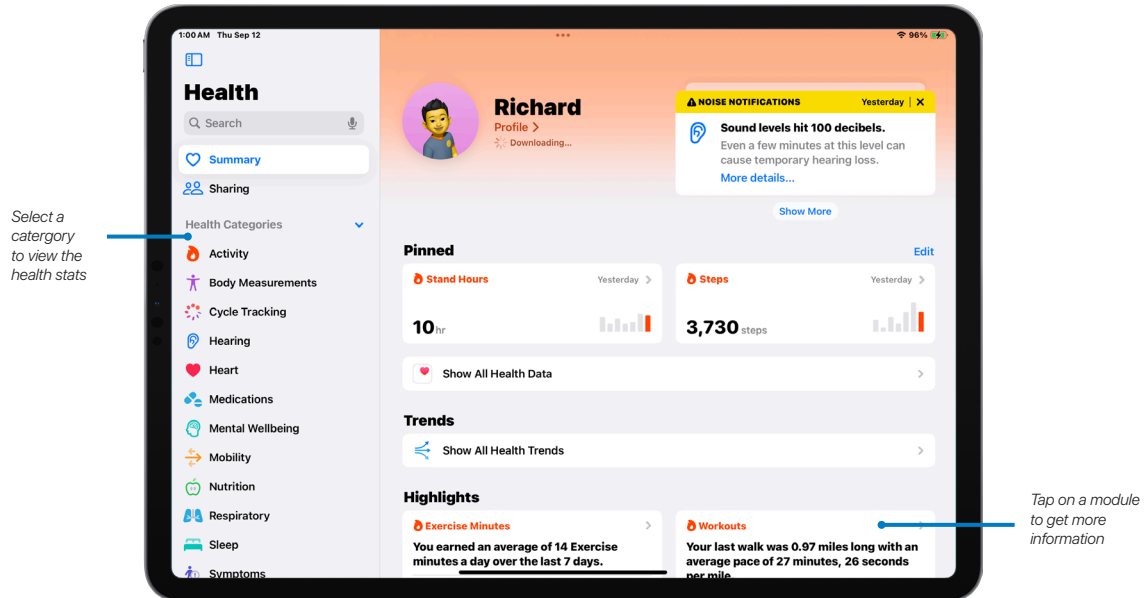 1:00 AM Thu Sep 12
96%
Health
Search
Summary
Sharing
Health Categories
Activity
Body Measurements
Cycle Tracking
Hearing
Heart
Medications
Mental Wellbeing
Mobility
Nutrition
Respiratory
Sleep
Symptoms
Select a
catergory
to view the
health stats
Richard
Profile
Downloading...
NOISE NOTIFICATIONS Yesterday
Sound levels hit 100 decibels.
Even a few minutes at this level can
cause temporary hearing loss.
More details...
Show More
Pinned Edit
Stand Hours Yesterday
10 hr
Steps Yesterday
3,730 steps
Show All Health Data
Trends
Show All Health Trends
Highlights
Exercise Minutes
You earned an average of 14 Exercise
minutes a day over the last 7 days.
Workouts
Your last walk was 0.97 miles long with an
average pace of 27 minutes, 26 seconds
per mile
Tap on a module
to get more
information